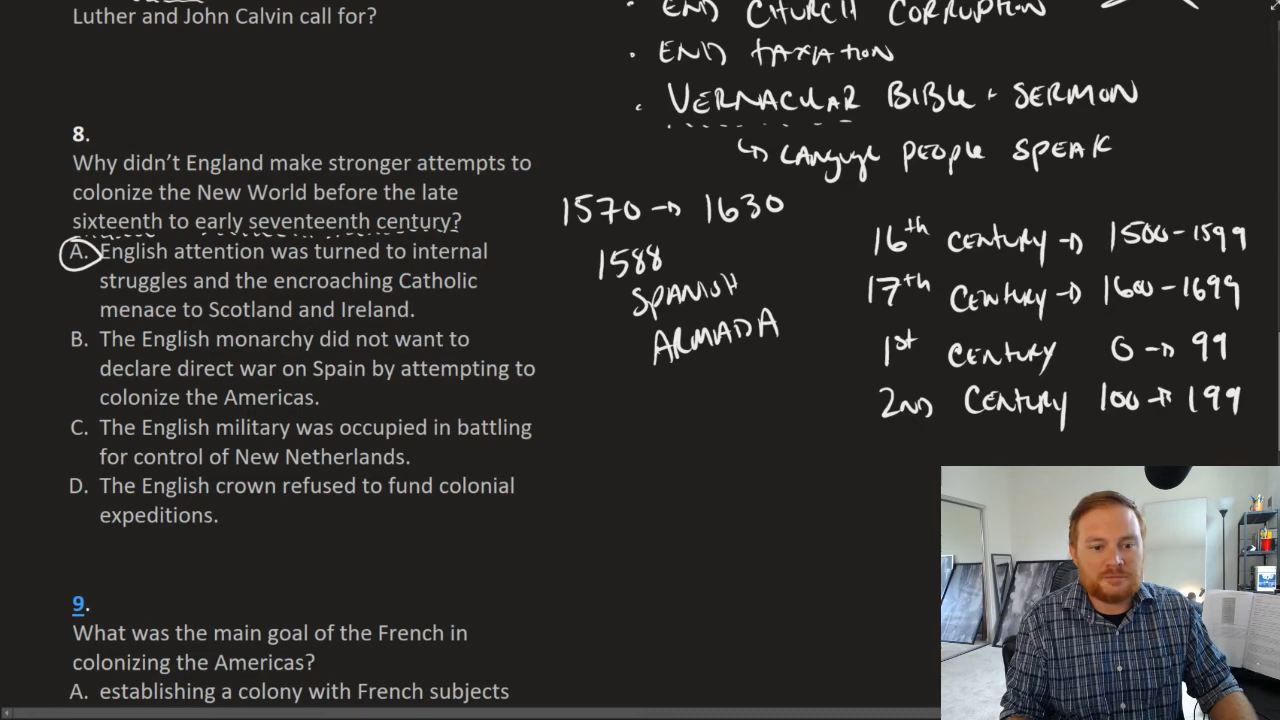 Luther and John Calvin call for?
• END CHURCH CORRUPTION
• END TAXATION
• VERNACULAR BIBLE + SERMON
↳ LANGUAGE PEOPLE SPEAK
8.
Why didn’t England make stronger attempts to
colonize the New World before the late
sixteenth to early seventeenth century?
A. English attention was turned to internal
struggles and the encroaching Catholic
menace to Scotland and Ireland.
B. The English monarchy did not want to
declare direct war on Spain by attempting to
colonize the Americas.
C. The English military was occupied in battling
for control of New Netherlands.
D. The English crown refused to fund colonial
expeditions.
1570 → 1630
1588
SPANISH
ARMADA
16th CENTURY → 1500-1599
17th CENTURY → 1600-1699
1st CENTURY 0 → 99
2ND CENTURY 100 → 199
9.
What was the main goal of the French in
colonizing the Americas?
A. establishing a colony with French subjects